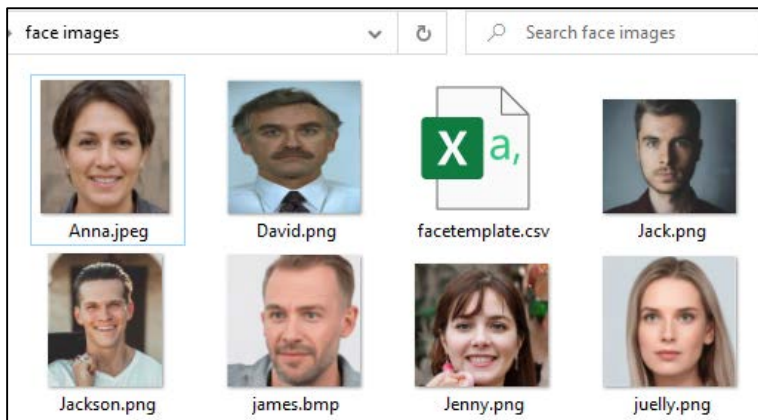 face images
Search face images
X a,
Anna.jpeg
David.png
facetemplate.csv
Jack.png
Jackson.png
james.bmp
Jenny.png
juelly.png